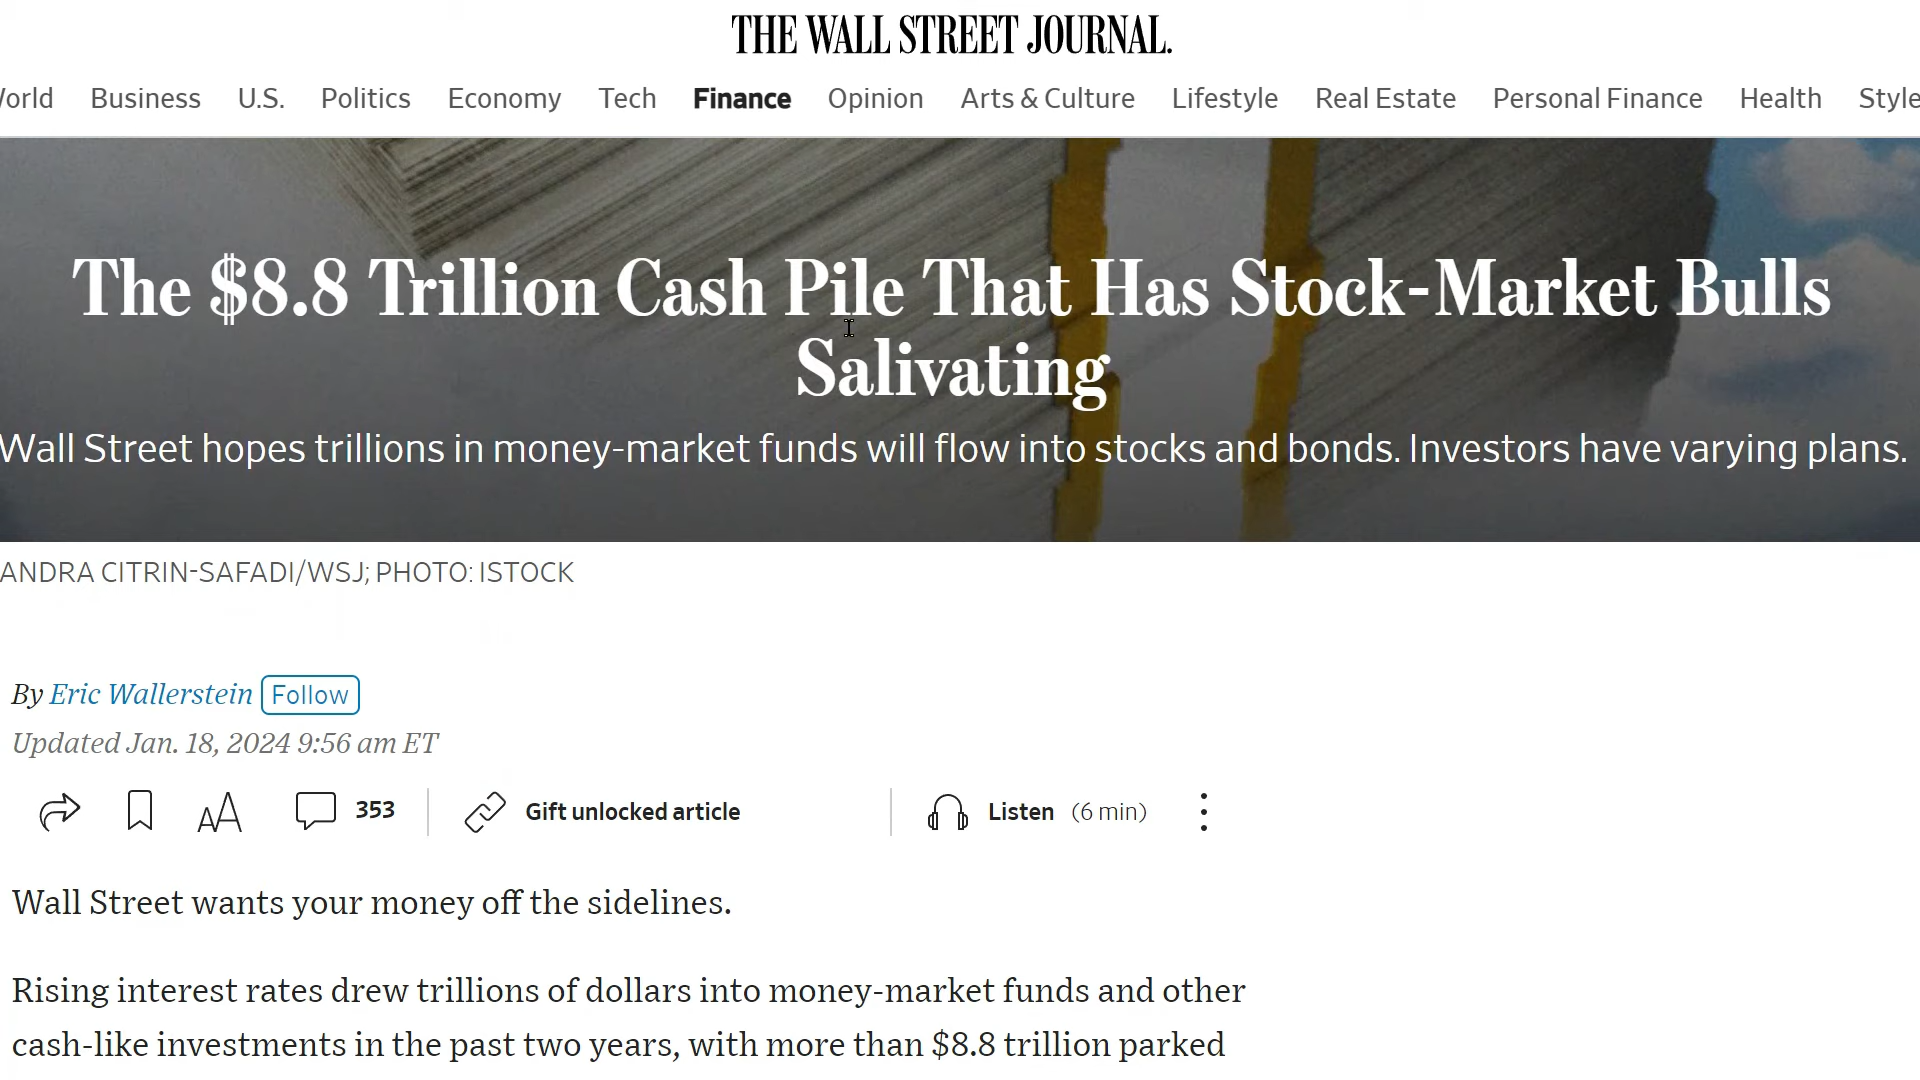 THE WALL STREET JOURNAL.
orld Business U.S. Politics Economy Tech Finance Opinion Arts & Culture Lifestyle Real Estate Personal Finance Health Style
The $8.8 Trillion Cash Pile That Has Stock-Market Bulls
Salivating
Wall Street hopes trillions in money-market funds will flow into stocks and bonds. Investors have varying plans.
ANDRA CITRIN-SAFADI/WSJ; PHOTO: ISTOCK
By Eric Wallerstein Follow
Updated Jan. 18, 2024 9:56 am ET
AA 353 Gift unlocked article Listen (6 min)
Wall Street wants your money off the sidelines.
Rising interest rates drew trillions of dollars into money-market funds and other
cash-like investments in the past two years, with more than $8.8 trillion parked